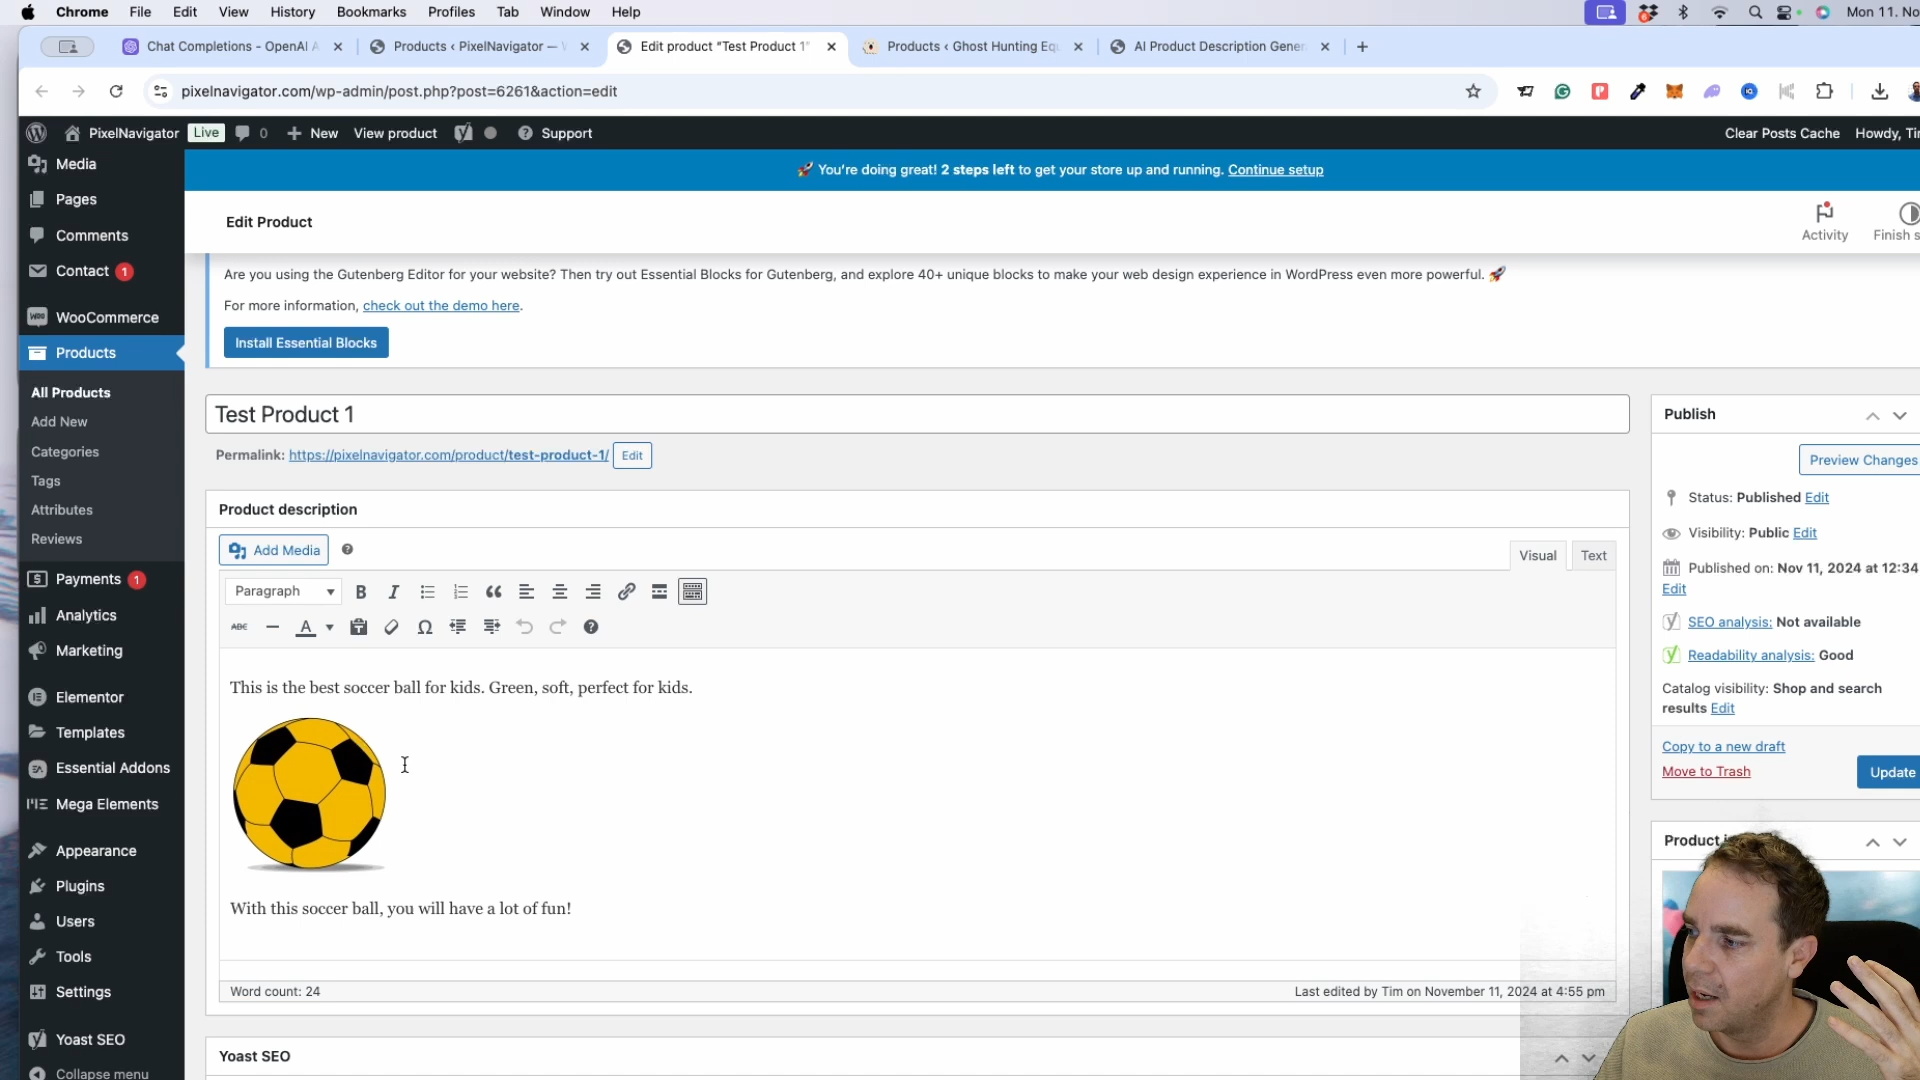 Chrome File Edit View History Bookmarks Profiles Tab Window Help Mon 11. No
Chat Completions - OpenAI A Products ‹ PixelNavigator — Edit product "Test Product 1" Products ‹ Ghost Hunting Equ AI Product Description Gener
pixelnavigator.com/wp-admin/post.php?post=6261&action=edit
PixelNavigator Live 0 New View product Support Clear Posts Cache Howdy, Ti
Media
Pages
Comments
Contact 1
WooCommerce
Products
All Products
Add New
Categories
Tags
Attributes
Reviews
Payments 1
Analytics
Marketing
Elementor
Templates
Essential Addons
Mega Elements
Appearance
Plugins
Users
Tools
Settings
Yoast SEO
Collapse menu
🚀 You're doing great! 2 steps left to get your store up and running. Continue setup
Edit Product
Activity
Finish s
Are you using the Gutenberg Editor for your website? Then try out Essential Blocks for Gutenberg, and explore 40+ unique blocks to make your web design experience in WordPress even more powerful. 🚀
For more information, check out the demo here.
Install Essential Blocks
Test Product 1
Permalink: https://pixelnavigator.com/product/test-product-1/ Edit
Product description
Add Media
Visual Text
Paragraph
This is the best soccer ball for kids. Green, soft, perfect for kids.
With this soccer ball, you will have a lot of fun!
Word count: 24
Last edited by Tim on November 11, 2024 at 4:55 pm
Yoast SEO
Publish
Preview Changes
Status: Published Edit
Visibility: Public Edit
Published on: Nov 11, 2024 at 12:34
Edit
SEO analysis: Not available
Readability analysis: Good
Catalog visibility: Shop and search
results Edit
Copy to a new draft
Move to Trash
Update
Product i